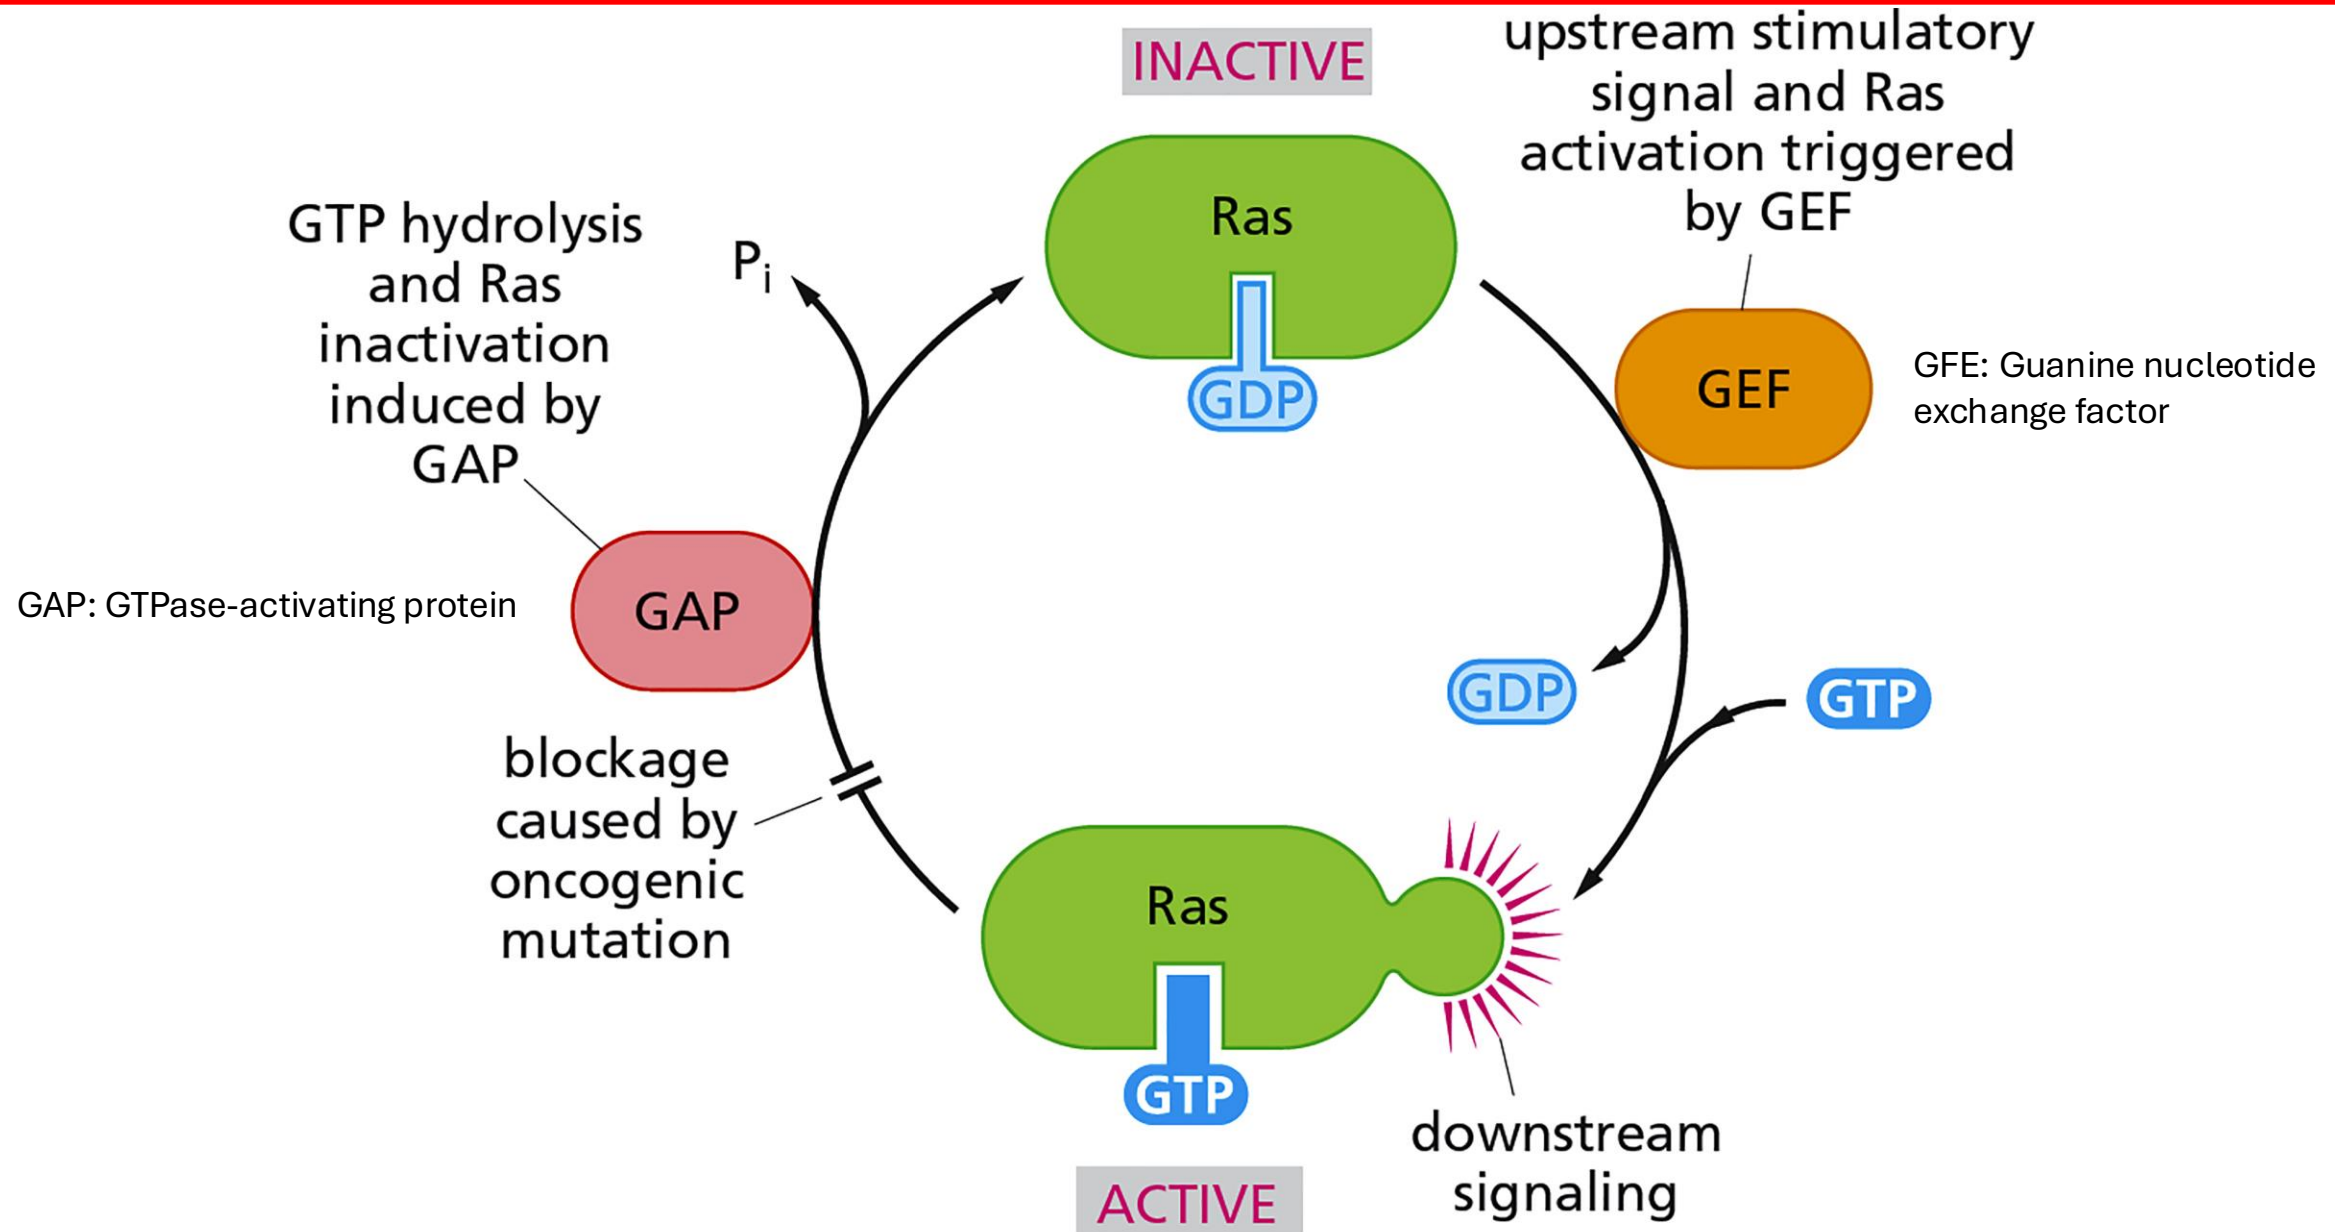 INACTIVE
upstream stimulatory
signal and Ras
activation triggered
by GEF
Ras
GDP
GTP hydrolysis
and Ras
inactivation
induced by
GAP
Pi
GEF
GFE: Guanine nucleotide
exchange factor
GAP: GTPase-activating protein
GAP
GDP
GTP
blockage
caused by
oncogenic
mutation
Ras
GTP
downstream
signaling
ACTIVE